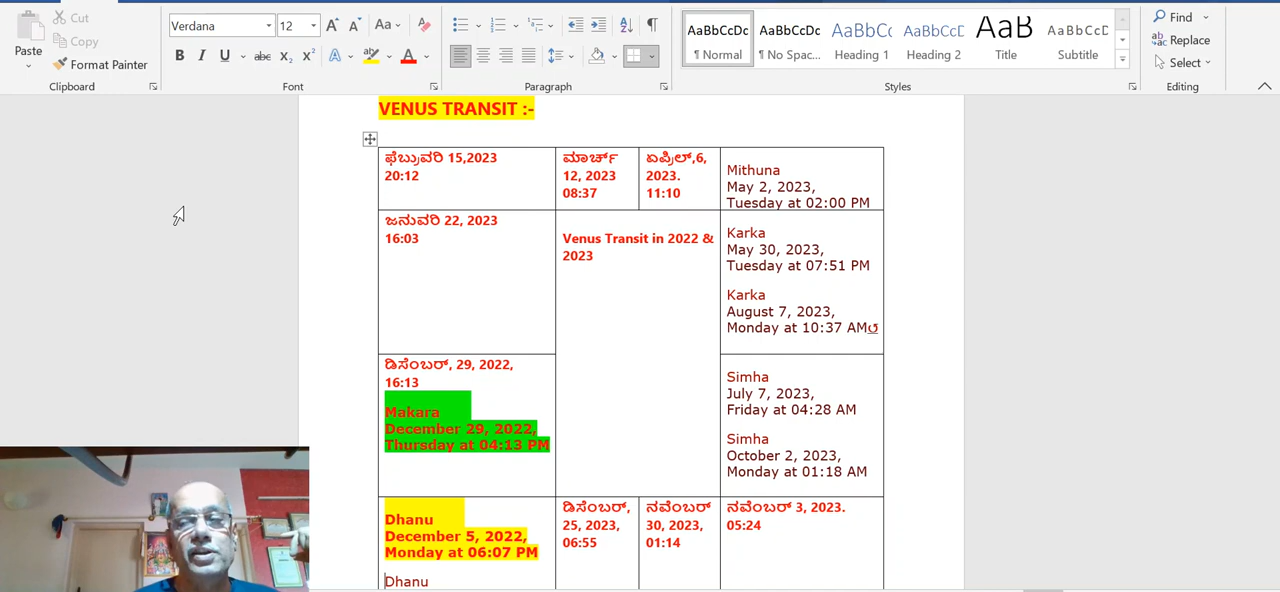 Cut
Copy
Paste
Format Painter
Clipboard
Verdana
12
Aa
B I U abc X₂ X² A ab A
Font
Paragraph
AaBbCcDc
¶ Normal
AaBbCcDc
¶ No Spac...
AaBbCc
Heading 1
AaBbCcD
Heading 2
AaB
Title
AaBbCcD
Subtitle
Styles
Find
Replace
Select
Editing
VENUS TRANSIT :-
ಫೆಬ್ರುವರಿ 15,2023
20:12
ಮಾರ್ಚ್
12, 2023
08:37
ಏಪ್ರಿಲ್,6,
2023.
11:10
Mithuna
May 2, 2023,
Tuesday at 02:00 PM
ಜನುವರಿ 22, 2023
16:03
Venus Transit in 2022 &
2023
Karka
May 30, 2023,
Tuesday at 07:51 PM
Karka
August 7, 2023,
Monday at 10:37 AM↺
ಡಿಸೆಂಬರ್, 29, 2022,
16:13
Makara
December 29, 2022,
Thursday at 04:13 PM
Simha
July 7, 2023,
Friday at 04:28 AM
Simha
October 2, 2023,
Monday at 01:18 AM
Dhanu
December 5, 2022,
Monday at 06:07 PM
Dhanu
ಡಿಸೆಂಬರ್,
25, 2023,
06:55
ನವೆಂಬರ್
30, 2023,
01:14
ನವೆಂಬರ್ 3, 2023.
05:24